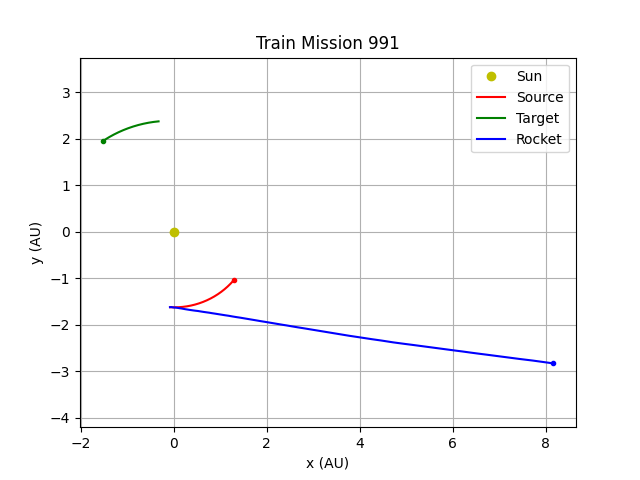 Train Mission 991
Sun
Source
Target
Rocket
3
2
1
0
−1
−2
−3
−4
y (AU)
−2 0 2 4 6 8
x (AU)